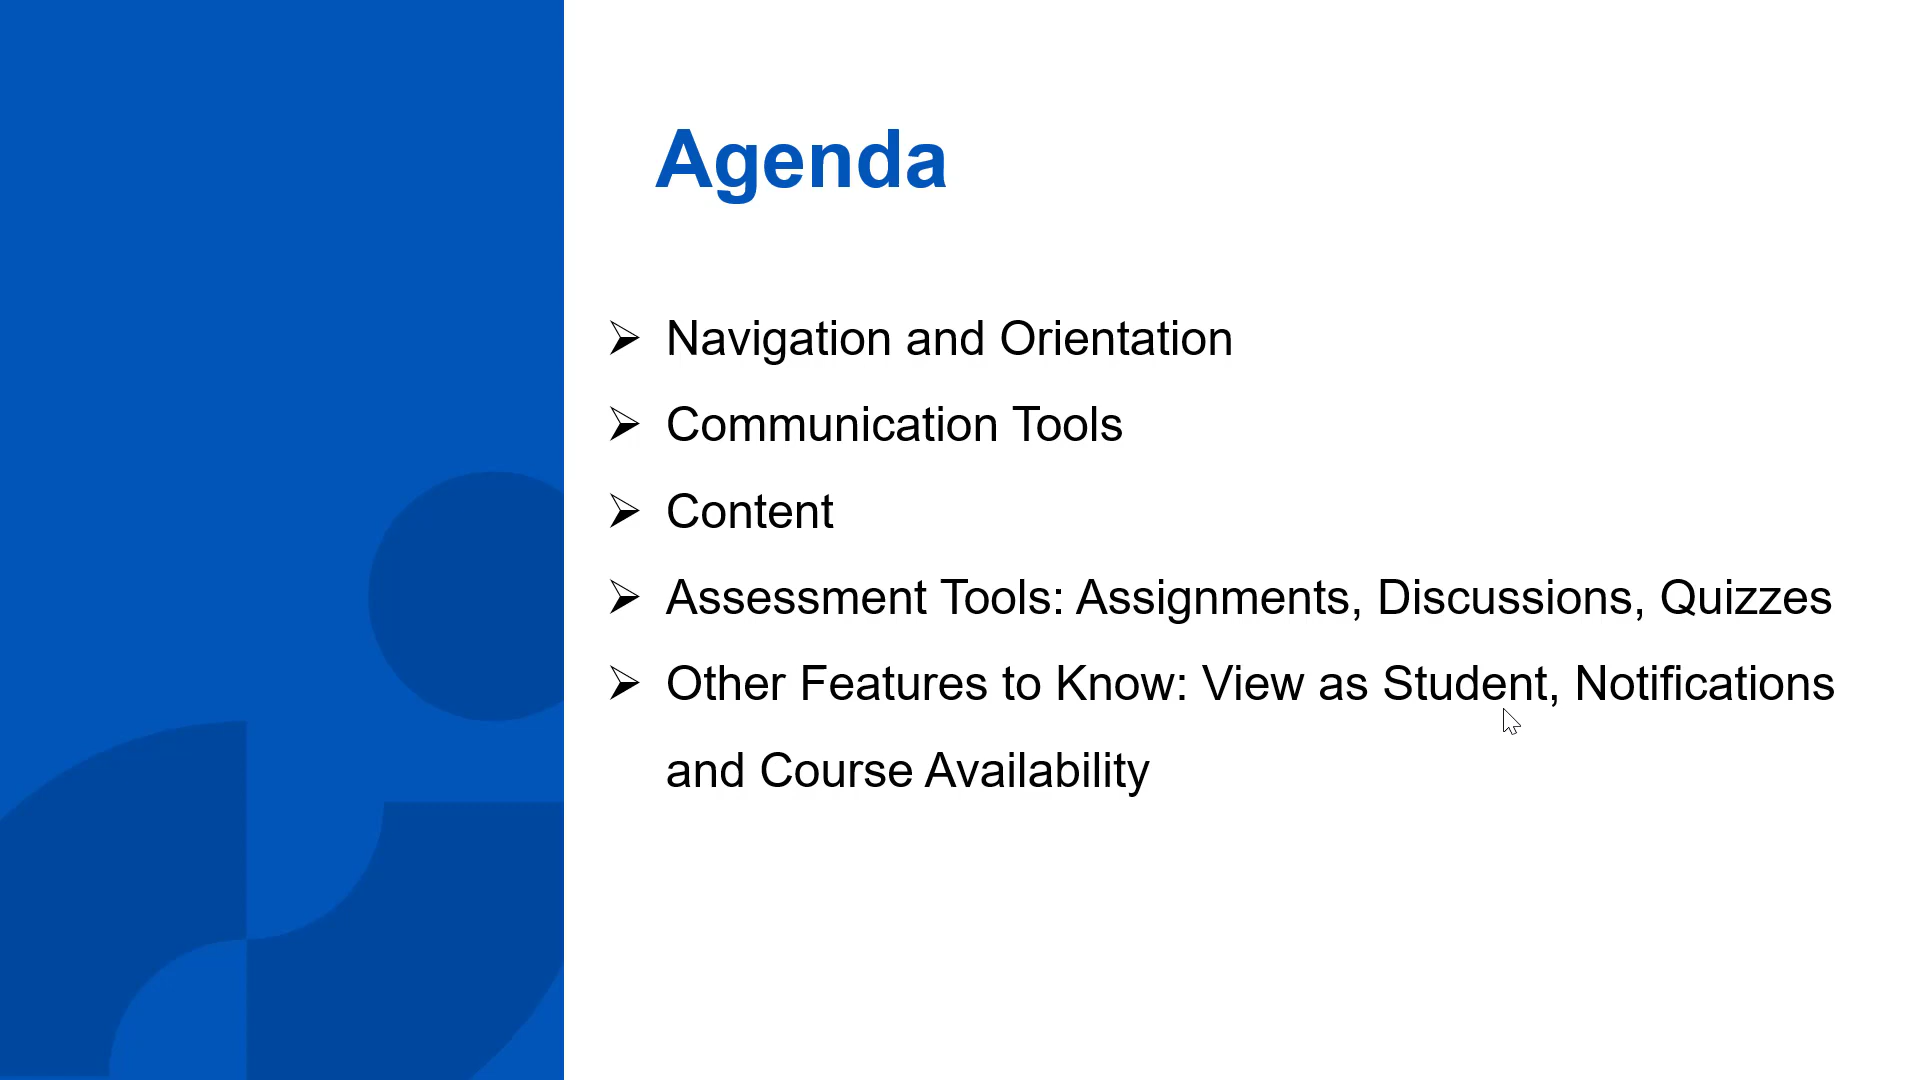 Agenda
Navigation and Orientation
Communication Tools
Content
Assessment Tools: Assignments, Discussions, Quizzes
Other Features to Know: View as Student, Notifications
and Course Availability